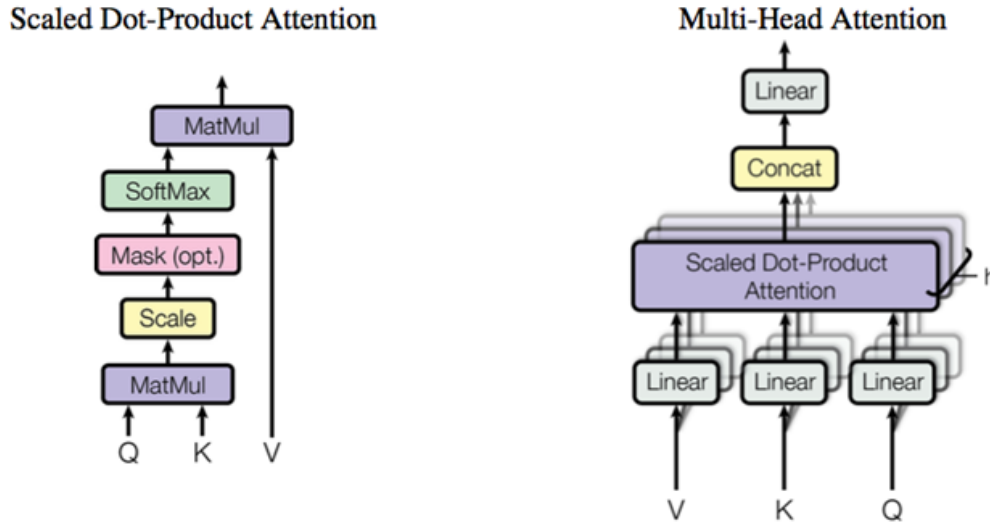 Scaled Dot-Product Attention
MatMul
SoftMax
Mask (opt.)
Scale
MatMul
Q K V
Multi-Head Attention
Linear
Concat
Scaled Dot-Product
Attention
h
Linear Linear Linear
V K Q